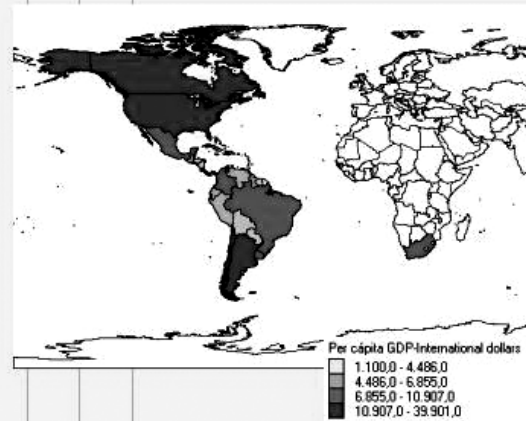 Per cápita GDP-International dollars
1.100,0 - 4.486,0
4.486,0 - 6.855,0
6.855,0 - 10.907,0
10.907,0 - 39.901,0